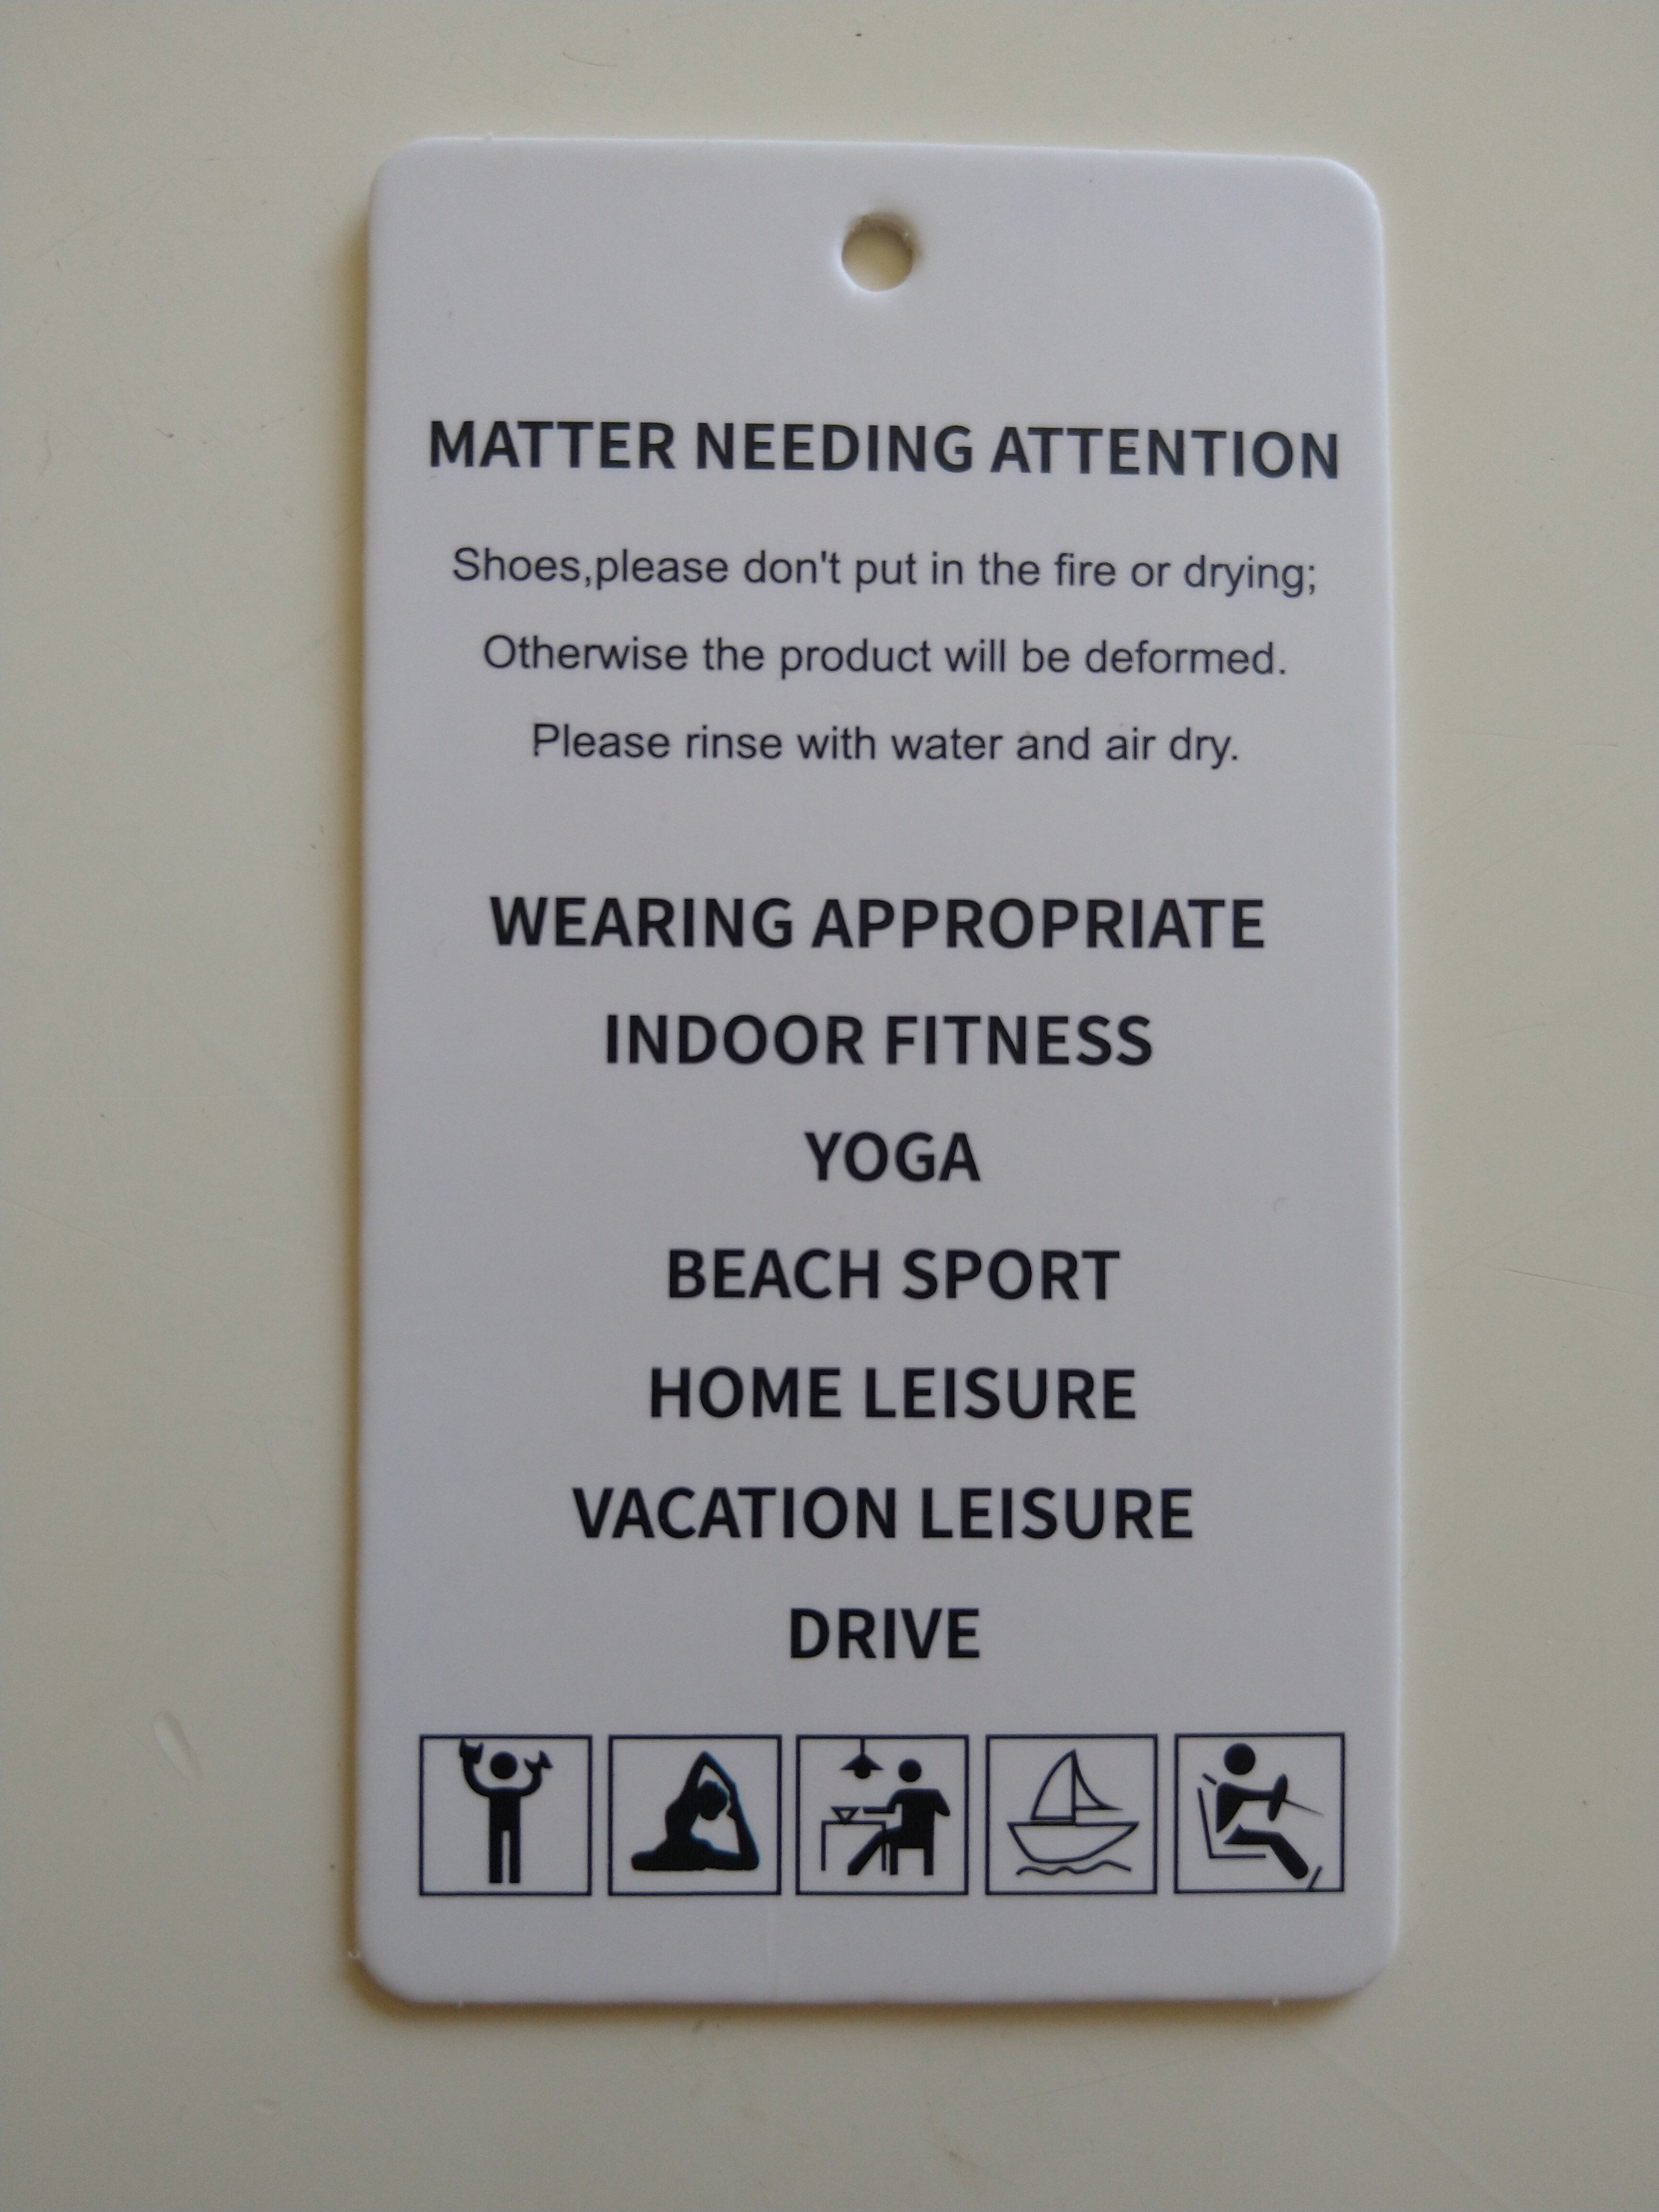 MATTER NEEDING ATTENTION
Shoes,please don't put in the fire or drying;
Otherwise the product will be deformed.
Please rinse with water and air dry.
WEARING APPROPRIATE
INDOOR FITNESS
YOGA
BEACH SPORT
HOME LEISURE
VACATION LEISURE
DRIVE